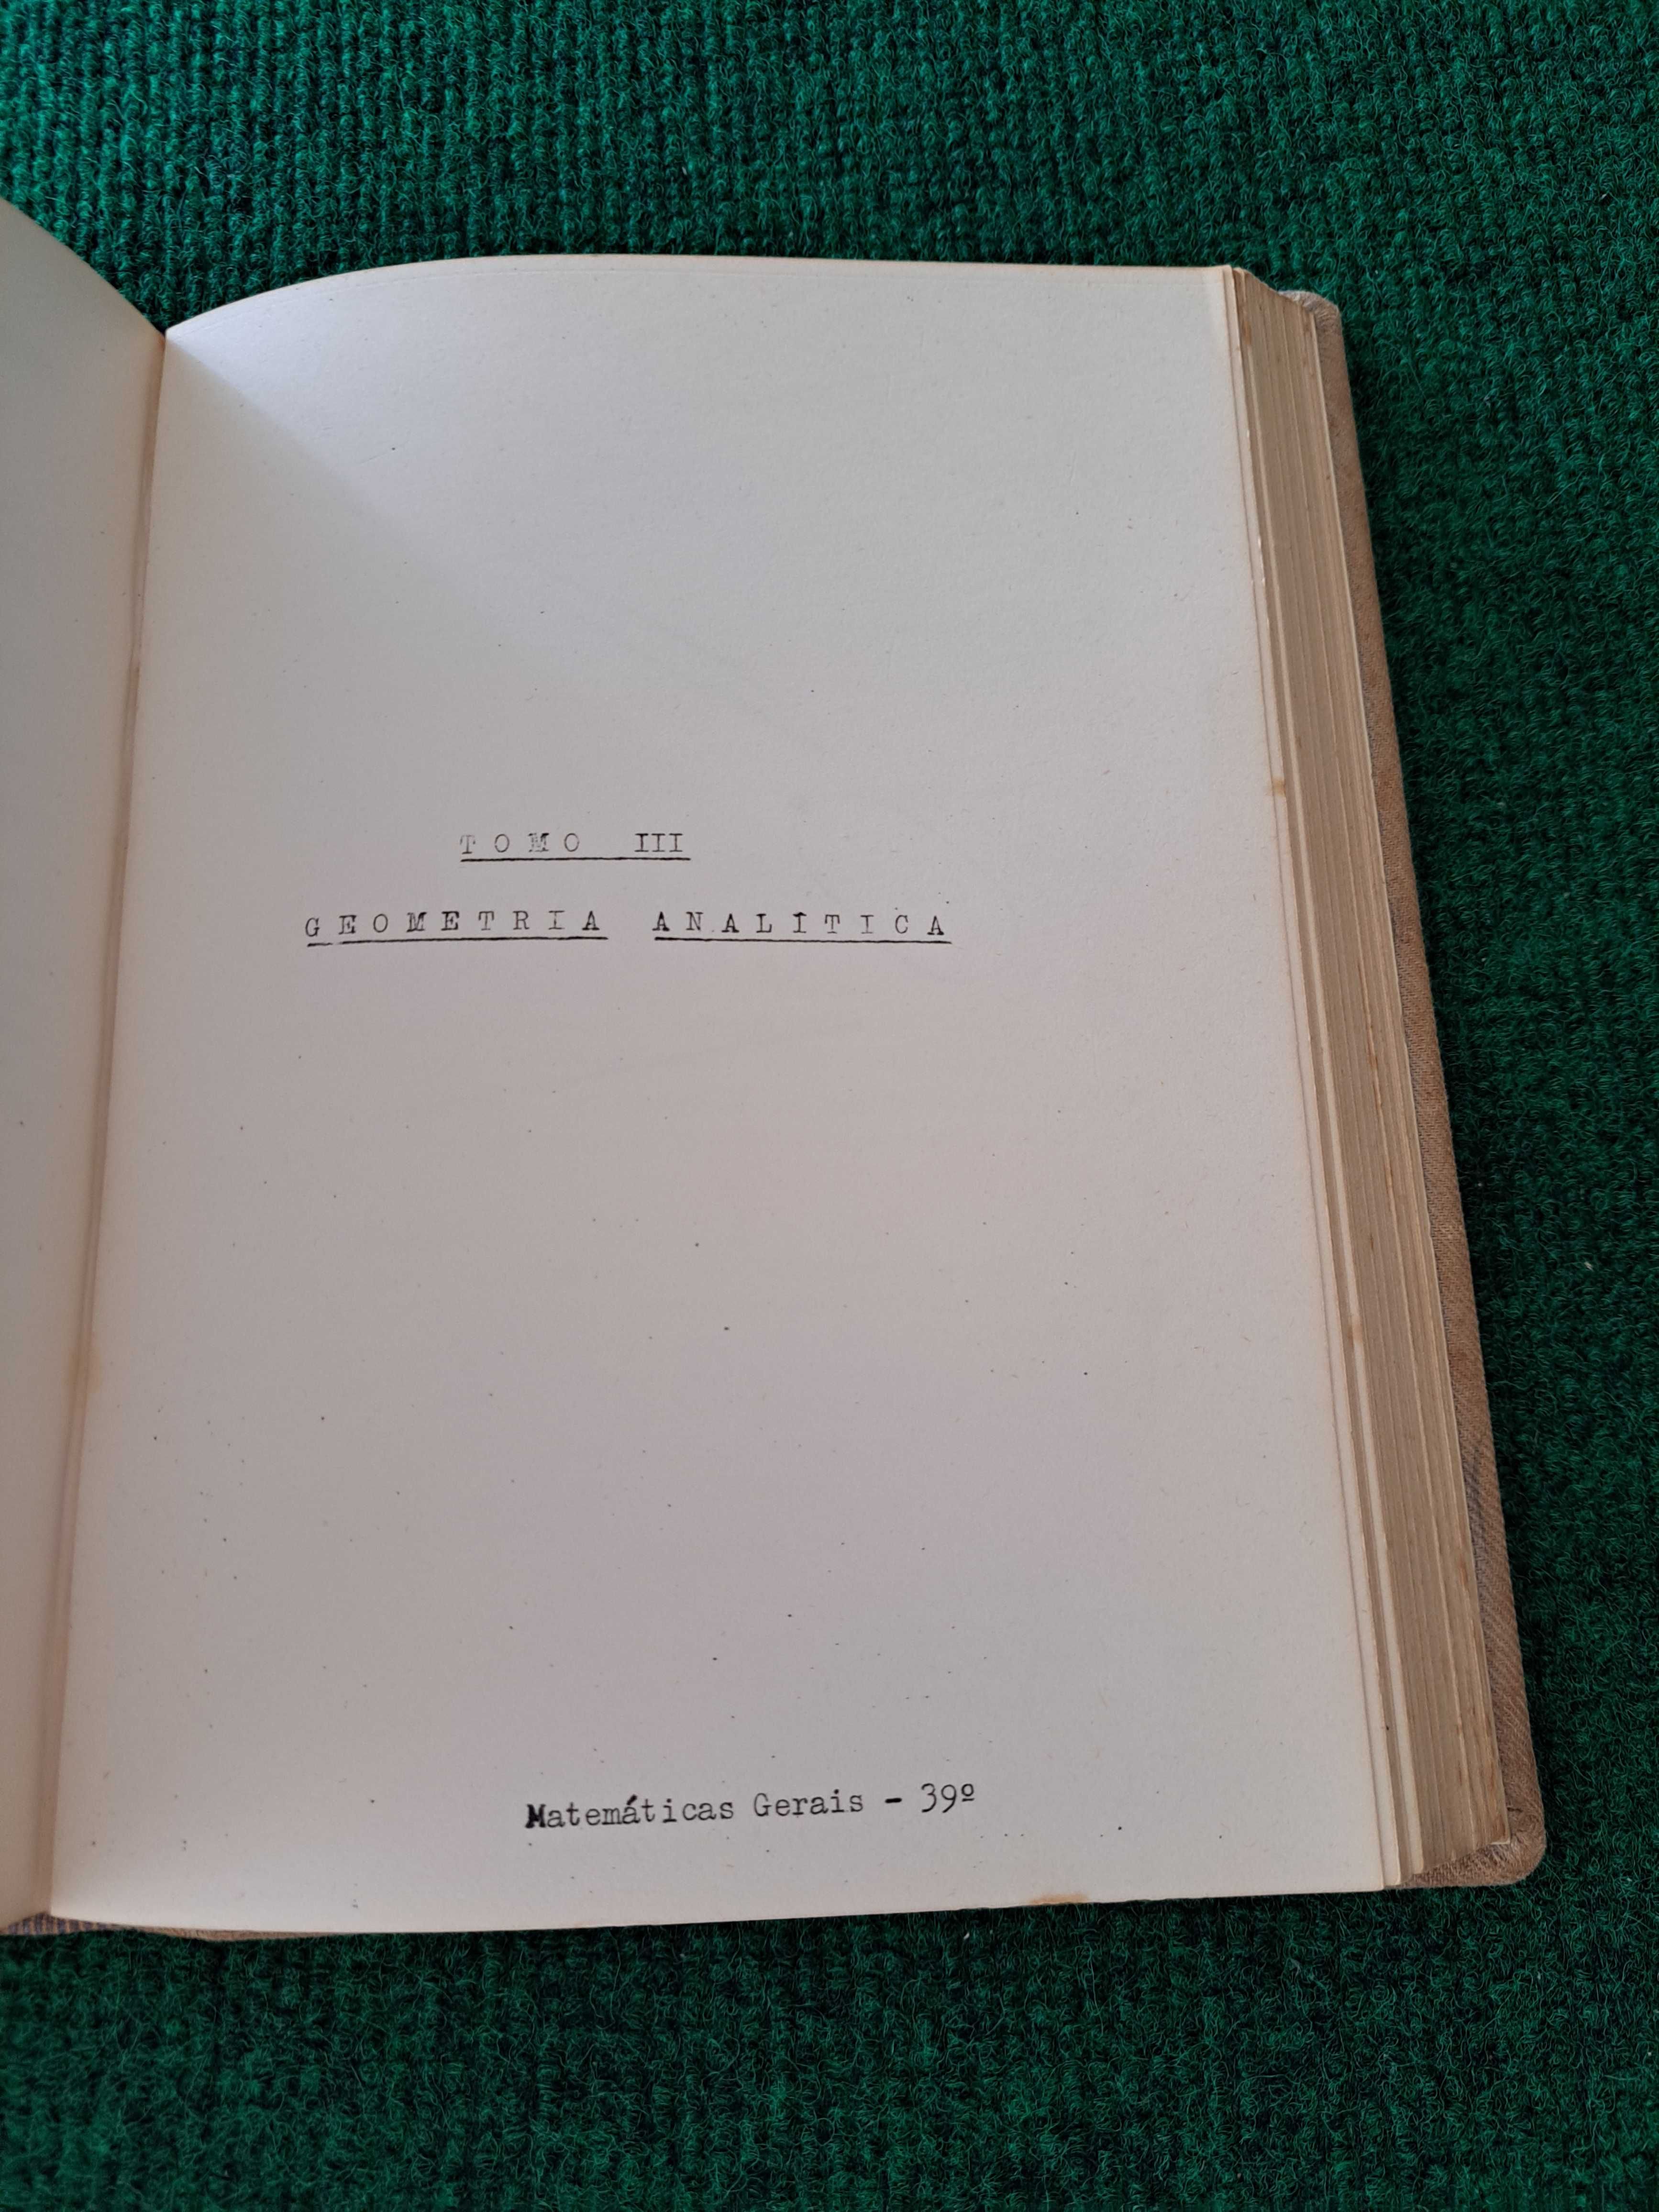 TOMO III
GEOMETRIA ANALÍTICA
Matemáticas Gerais - 39º